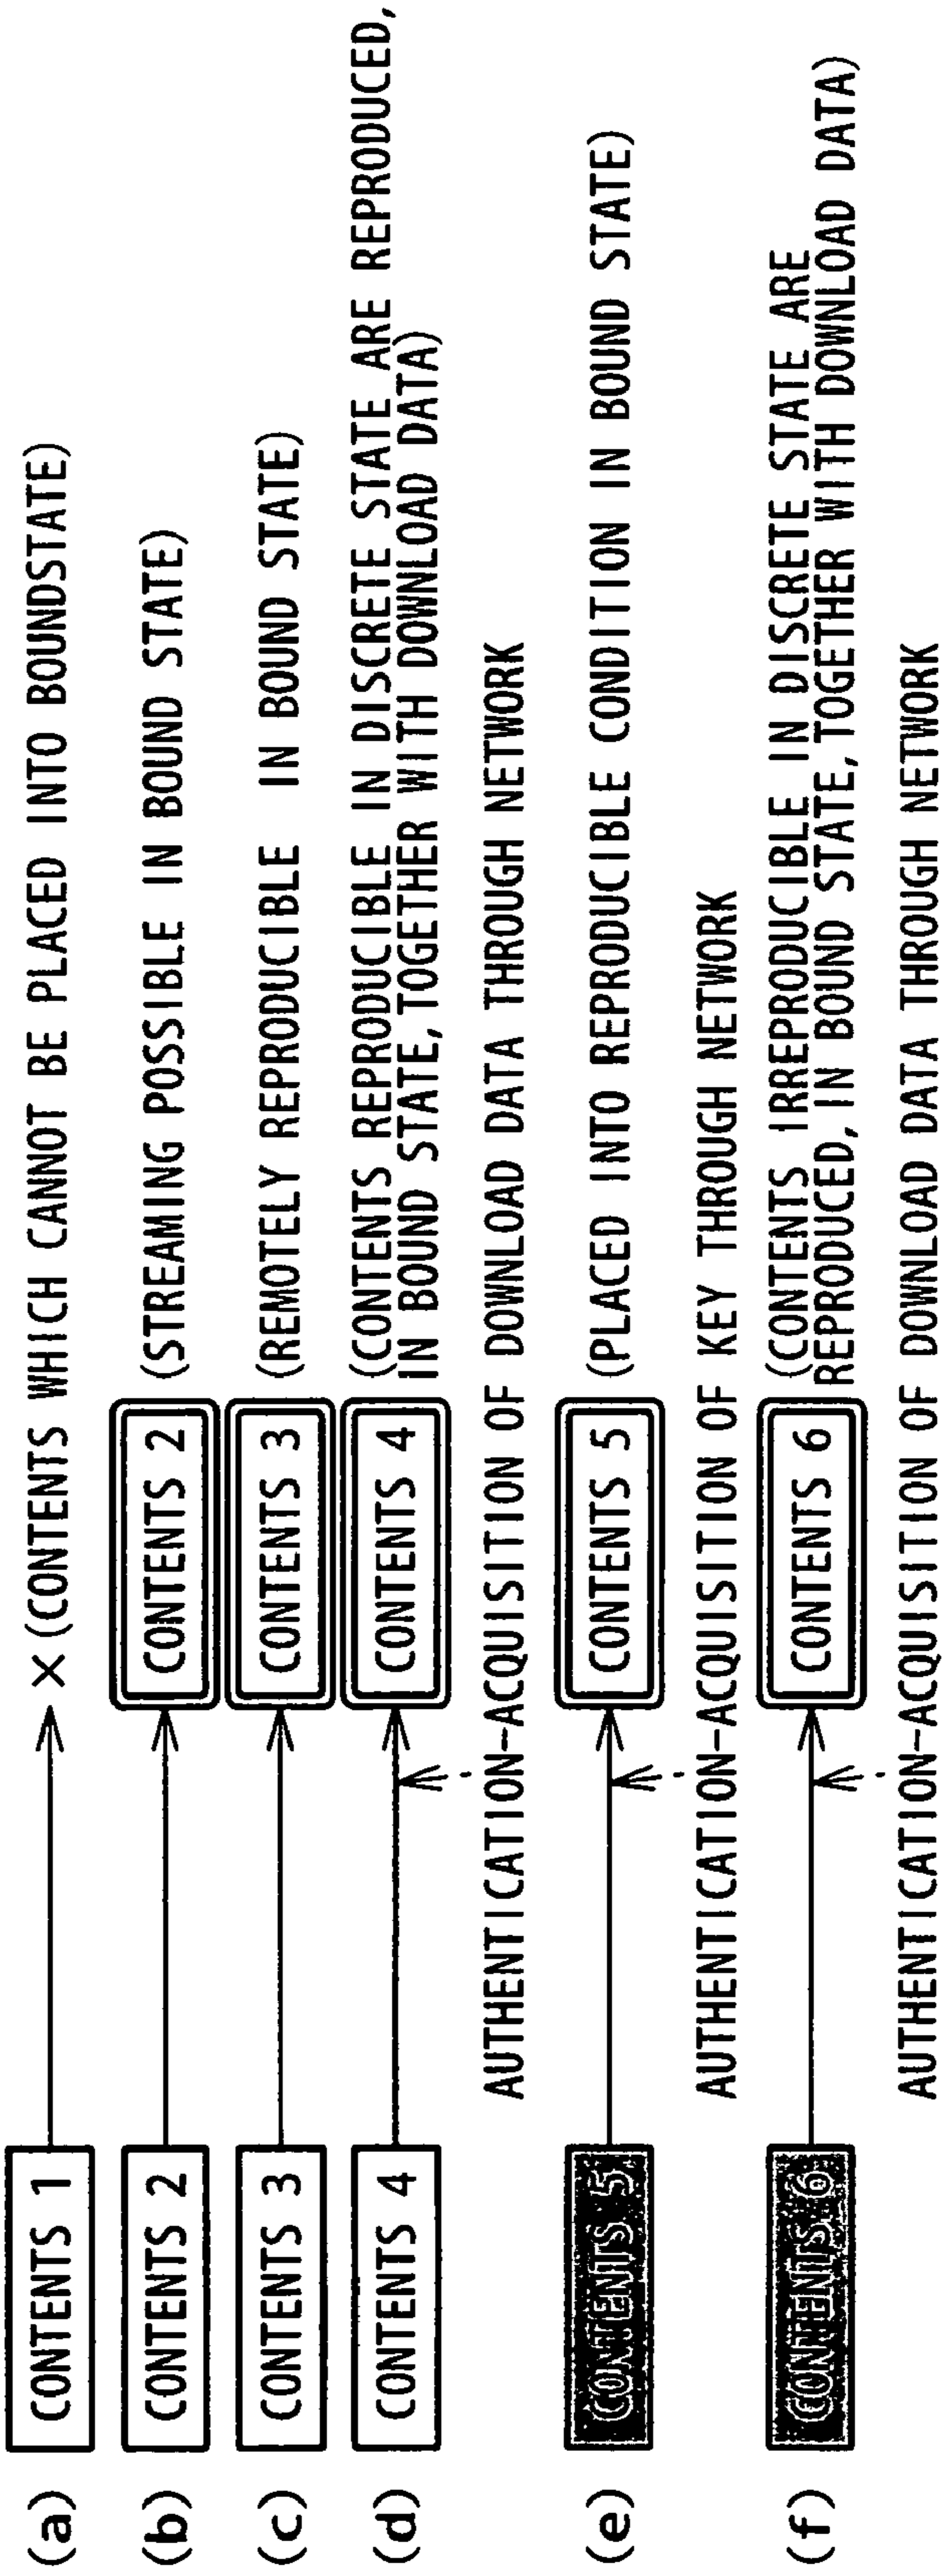 (a) CONTENTS 1 × (CONTENTS WHICH CANNOT BE PLACED INTO BOUNDSTATE)
(b) CONTENTS 2 CONTENTS 2 (STREAMING POSSIBLE IN BOUND STATE)
(c) CONTENTS 3 CONTENTS 3 (REMOTELY REPRODUCIBLE IN BOUND STATE)
(d) CONTENTS 4 CONTENTS 4 (CONTENTS REPRODUCIBLE IN DISCRETE STATE ARE REPRODUCED,
IN BOUND STATE, TOGETHER WITH DOWNLOAD DATA)
AUTHENTICATION-ACQUISITION OF DOWNLOAD DATA THROUGH NETWORK
(e) CONTENTS 5 CONTENTS 5 (PLACED INTO REPRODUCIBLE CONDITION IN BOUND STATE)
AUTHENTICATION-ACQUISITION OF KEY THROUGH NETWORK
(f) CONTENTS 6 CONTENTS 6 (CONTENTS IRREPRODUCIBLE IN DISCRETE STATE ARE
REPRODUCED, IN BOUND STATE, TOGETHER WITH DOWNLOAD DATA)
AUTHENTICATION-ACQUISITION OF DOWNLOAD DATA THROUGH NETWORK